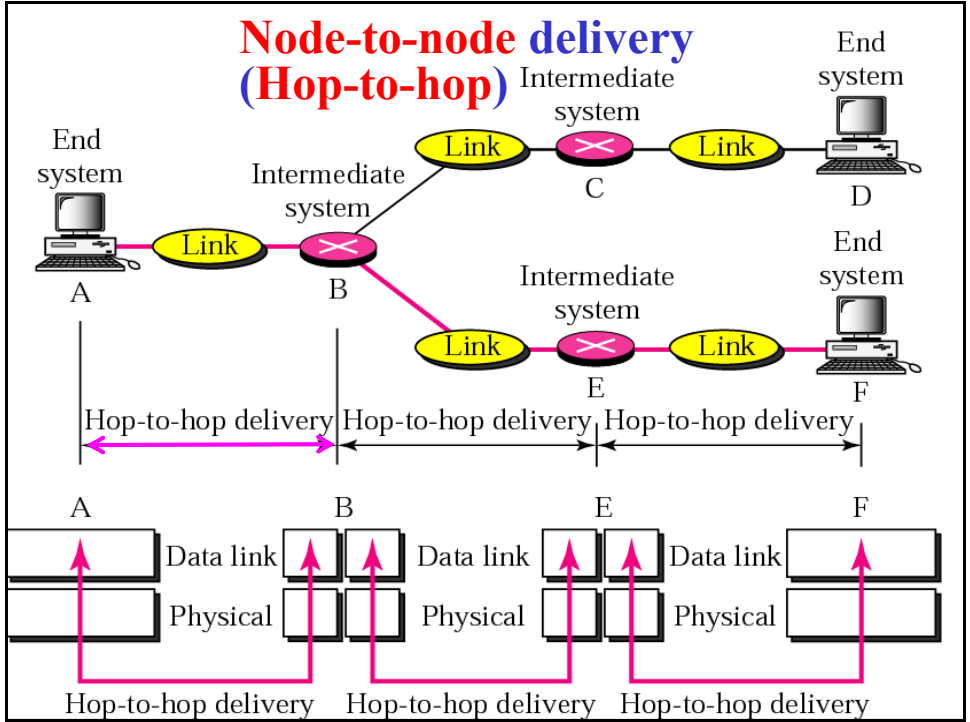 Node-to-node delivery
(Hop-to-hop)
Intermediate
system
End
system
Link
C
Link
D
End
system
Intermediate
system
A
Link
B
Intermediate
system
End
system
Link
E
Link
F
Hop-to-hop delivery
Hop-to-hop delivery
Hop-to-hop delivery
A
B
E
F
Data link
Data link
Data link
Physical
Physical
Physical
Hop-to-hop delivery
Hop-to-hop delivery
Hop-to-hop delivery